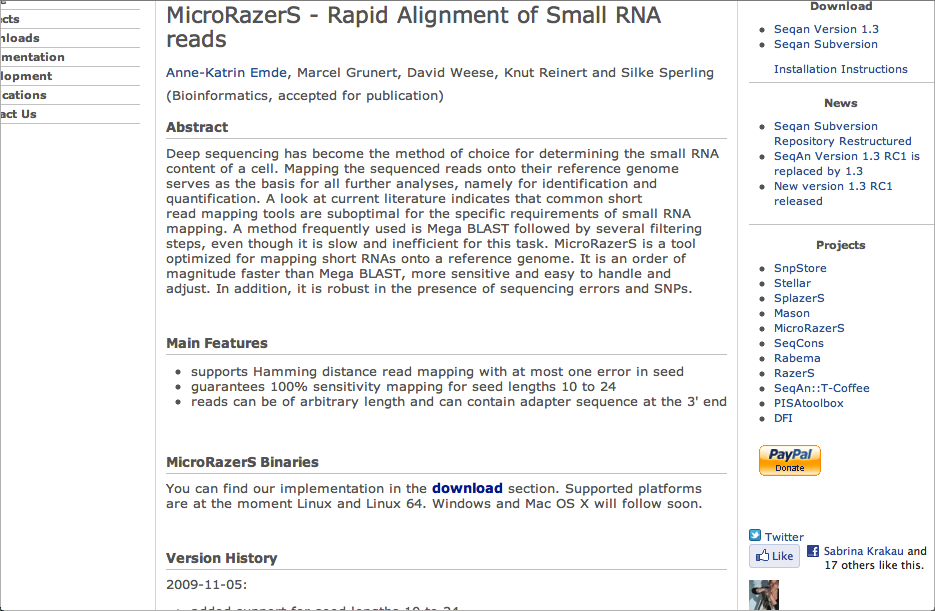 cts
nloads
mentation
lopment
cations
act Us
MicroRazerS - Rapid Alignment of Small RNA
reads
Anne-Katrin Emde, Marcel Grunert, David Weese, Knut Reinert and Silke Sperling
(Bioinformatics, accepted for publication)
Abstract
Deep sequencing has become the method of choice for determining the small RNA
content of a cell. Mapping the sequenced reads onto their reference genome
serves as the basis for all further analyses, namely for identification and
quantification. A look at current literature indicates that common short
read mapping tools are suboptimal for the specific requirements of small RNA
mapping. A method frequently used is Mega BLAST followed by several filtering
steps, even though it is slow and inefficient for this task. MicroRazerS is a tool
optimized for mapping short RNAs onto a reference genome. It is an order of
magnitude faster than Mega BLAST, more sensitive and easy to handle and
adjust. In addition, it is robust in the presence of sequencing errors and SNPs.
Main Features
supports Hamming distance read mapping with at most one error in seed
guarantees 100% sensitivity mapping for seed lengths 10 to 24
reads can be of arbitrary length and can contain adapter sequence at the 3' end
MicroRazerS Binaries
You can find our implementation in the download section. Supported platforms
are at the moment Linux and Linux 64. Windows and Mac OS X will follow soon.
Version History
2009-11-05:
added support for seed lengths 10 to 24
Download
Seqan Version 1.3
Seqan Subversion
Installation Instructions
News
Seqan Subversion
Repository Restructured
SeqAn Version 1.3 RC1 is
replaced by 1.3
New version 1.3 RC1
released
Projects
SnpStore
Stellar
SplazerS
Mason
MicroRazerS
SeqCons
Rabema
RazerS
SeqAn::T-Coffee
PISAtoolbox
DFI
PayPal
Donate
Twitter
Like
Sabrina Krakau and
17 others like this.